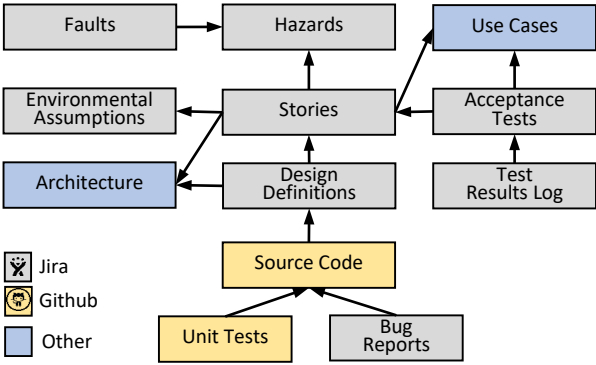 Faults
Hazards
Use Cases
Environmental
Assumptions
Stories
Acceptance
Tests
Architecture
Design
Definitions
Test
Results Log
Source Code
Jira
Github
Other
Unit Tests
Bug
Reports